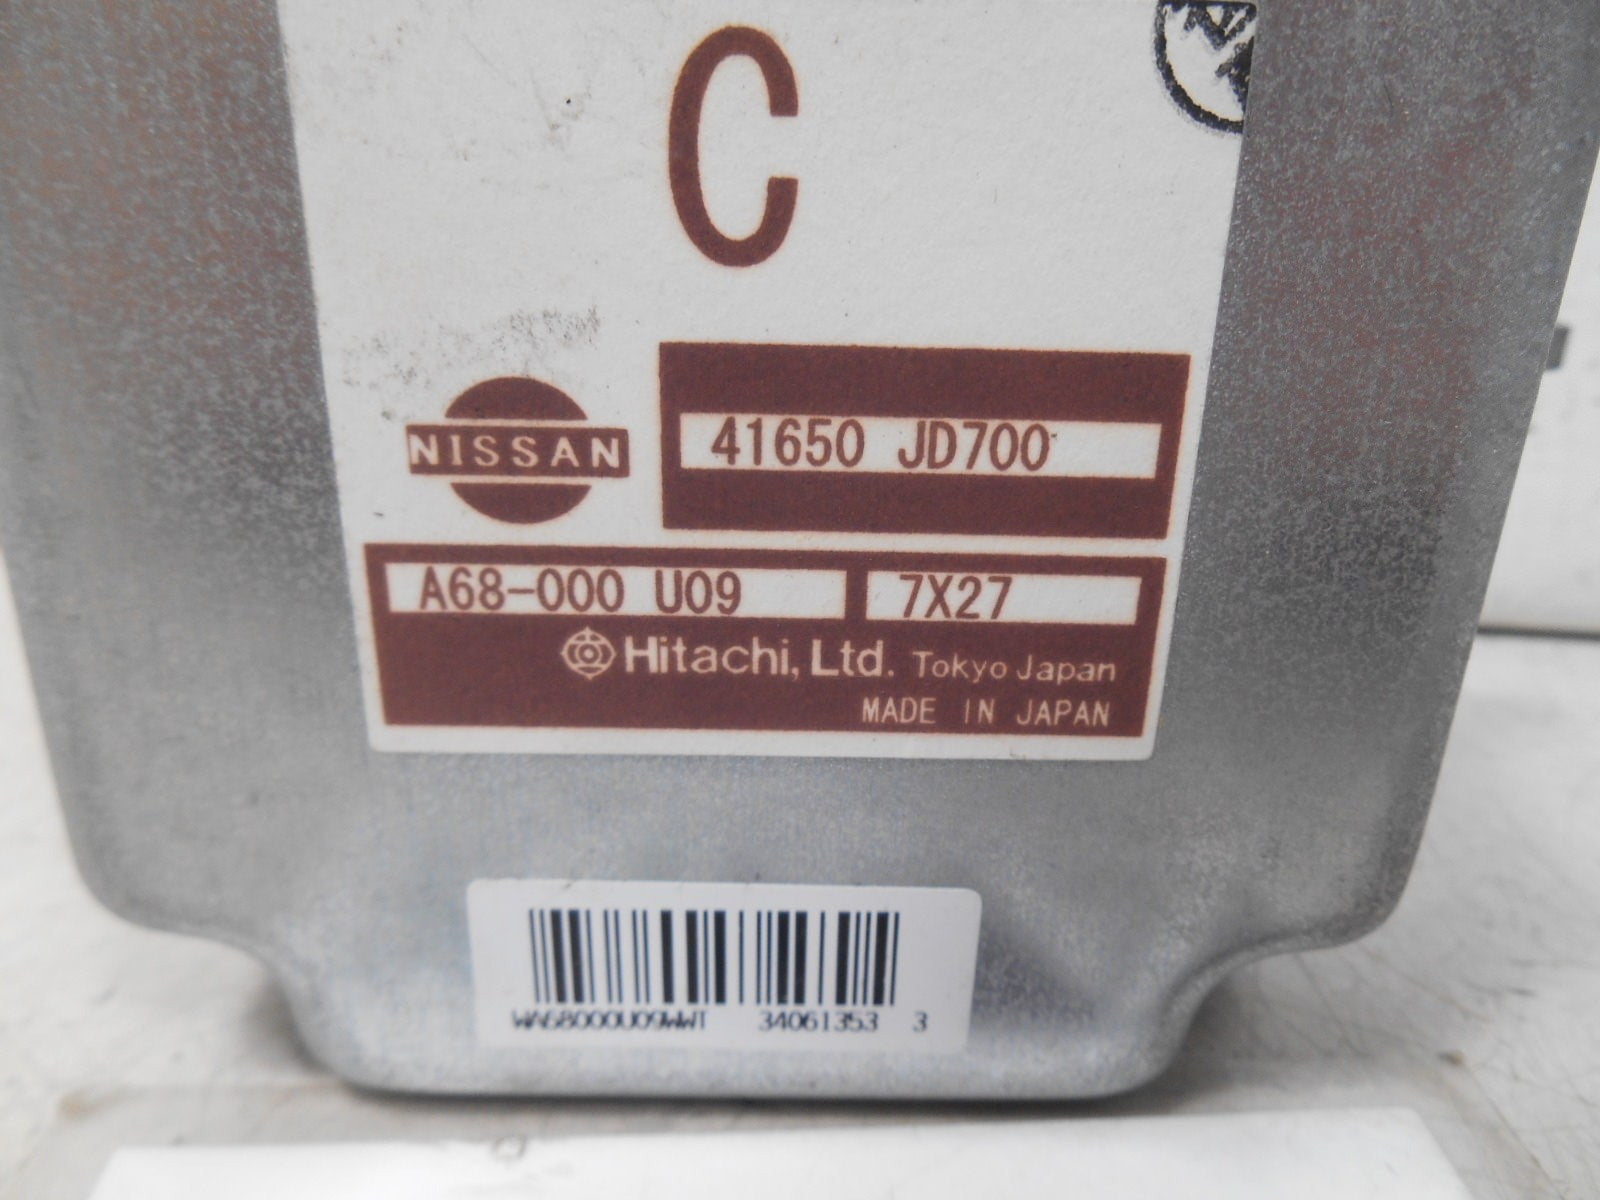 C
NISSAN
41650 JD700
A68-000 U09 7X27
Hitachi, Ltd. Tokyo Japan
MADE IN JAPAN
WA68000U09WWT 34061353 3